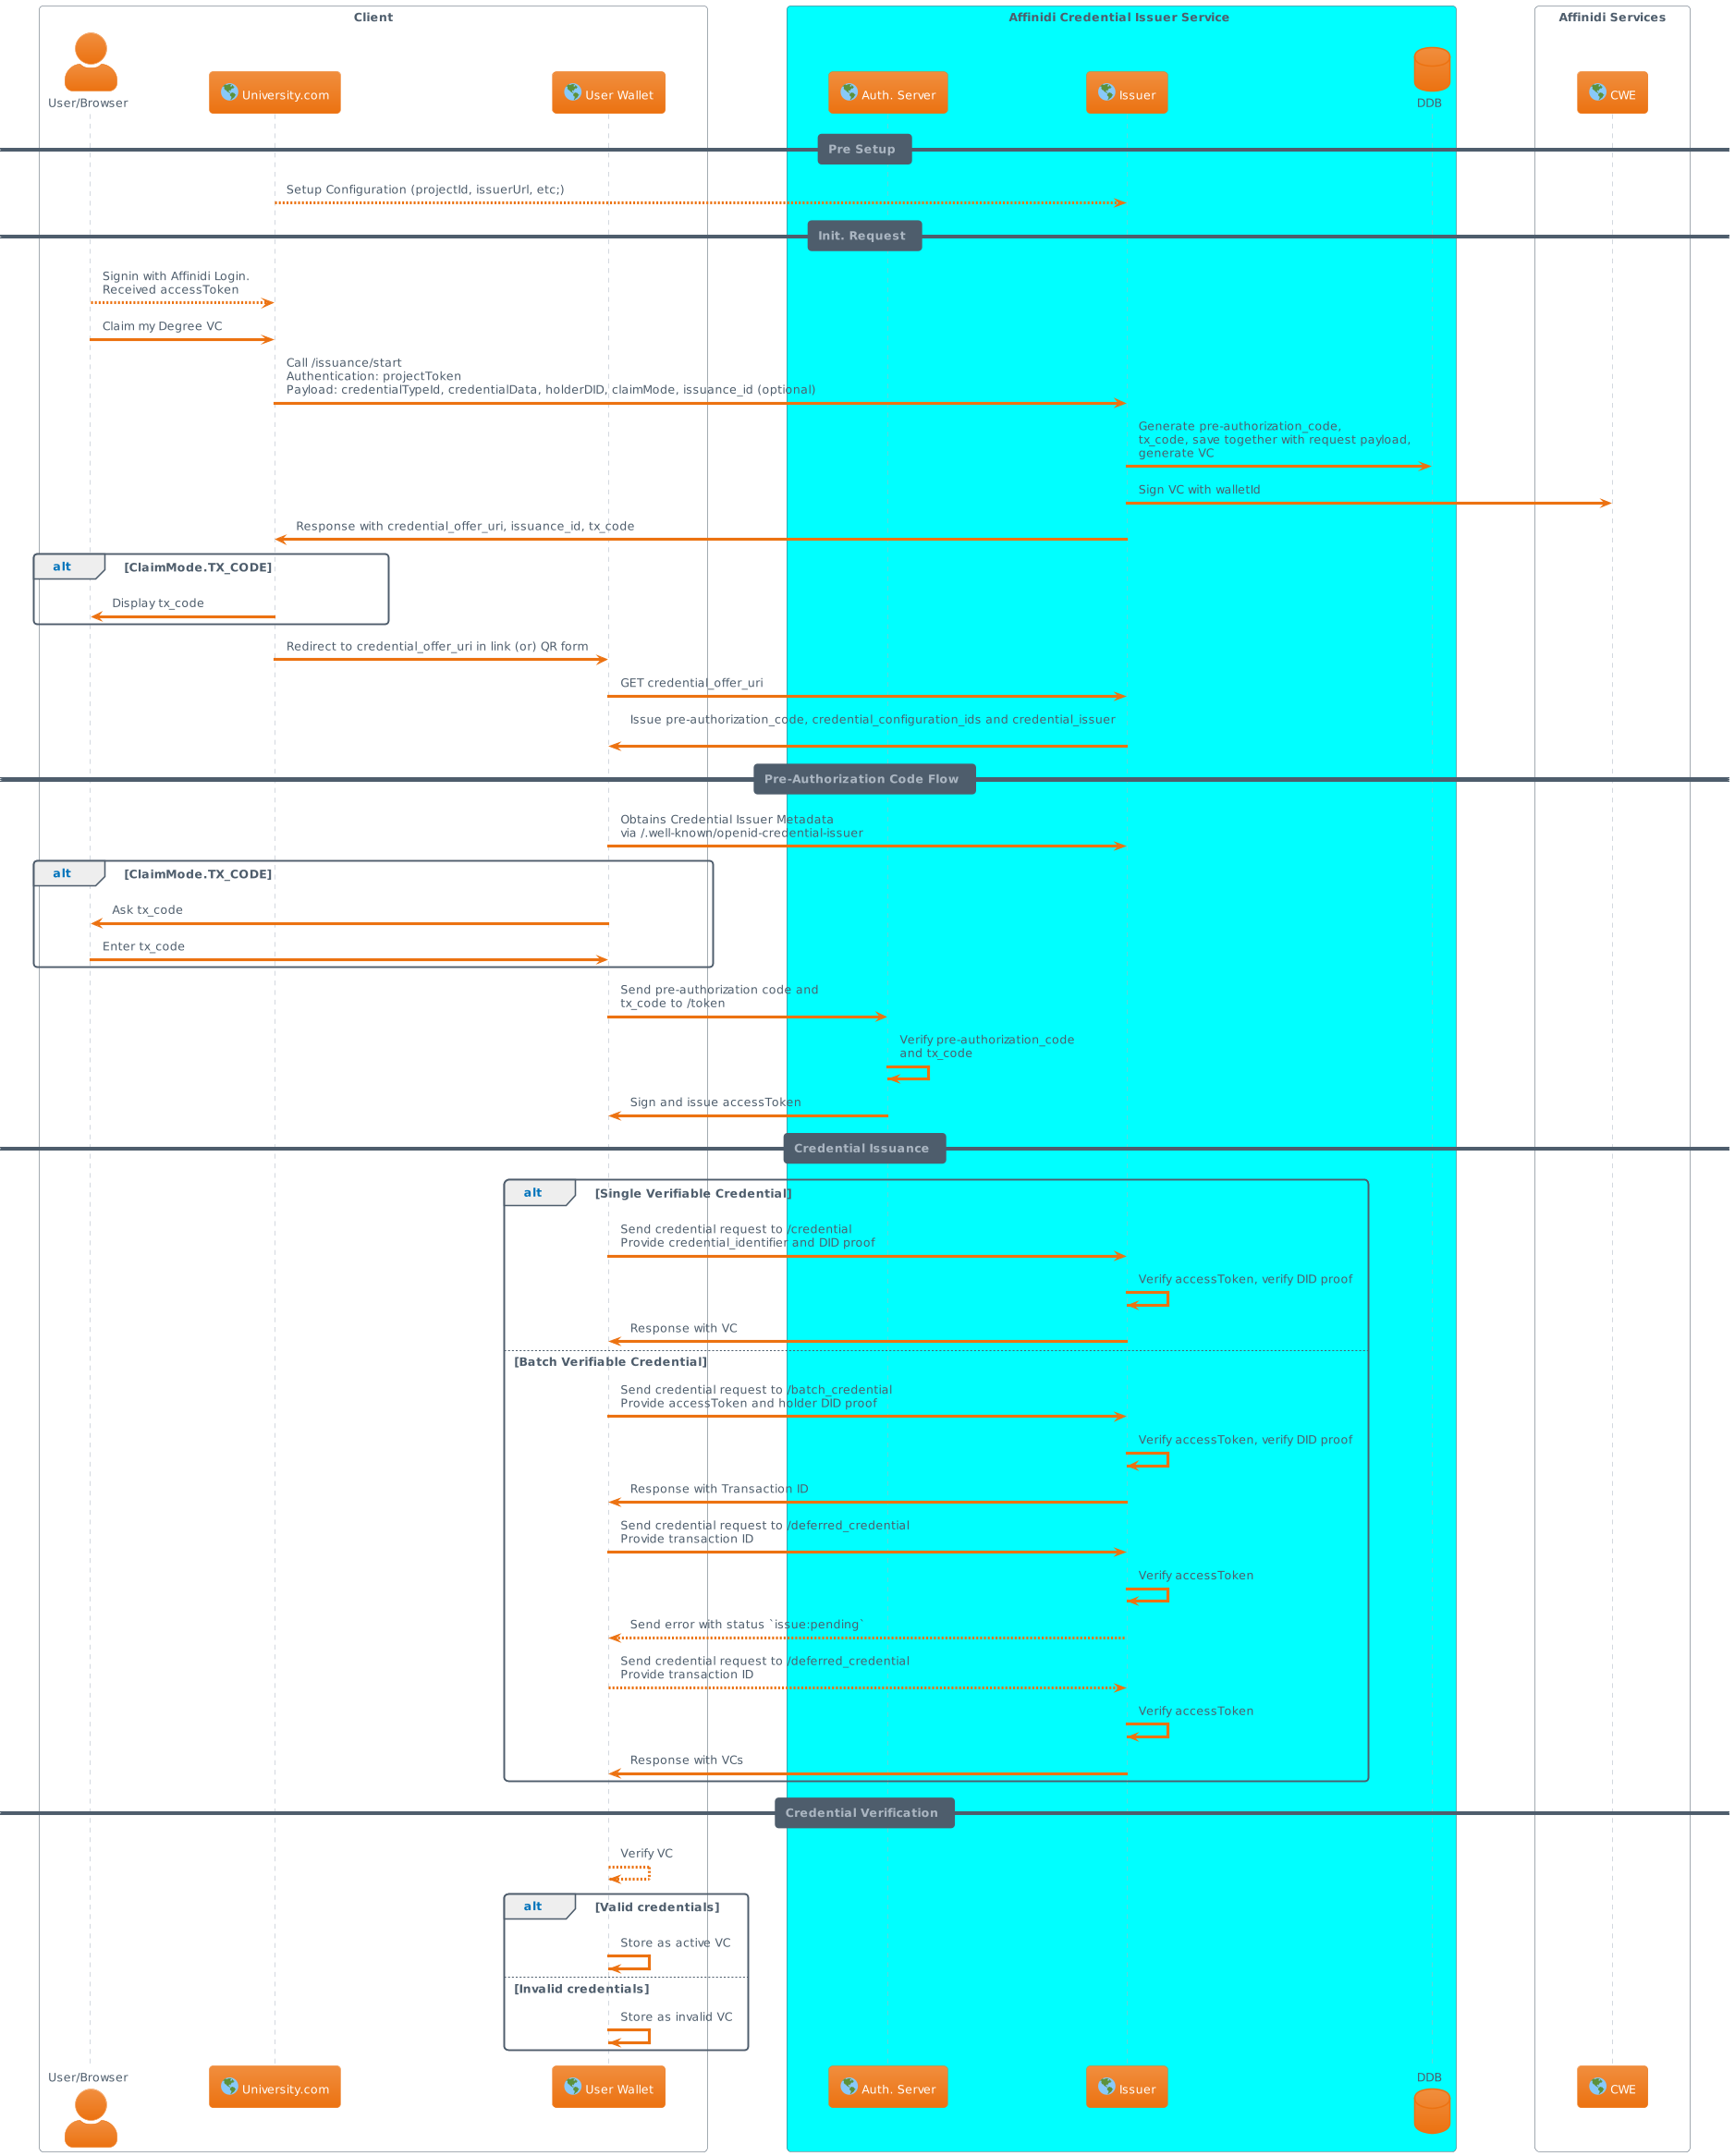 Client
Affinidi Credential Issuer Service
Affinidi Services
User/Browser
University.com
User Wallet
Auth. Server
Issuer
DDB
CWE
Pre Setup
Setup Configuration (projectId, issuerUrl, etc;)
Init. Request
Signin with Affinidi Login.
Received accessToken
Claim my Degree VC
Call /issuance/start
Authentication: projectToken
Payload: credentialTypeId, credentialData, holderDID, claimMode, issuance_id (optional)
Generate pre-authorization_code,
tx_code, save together with request payload,
generate VC
Sign VC with walletId
Response with credential_offer_uri, issuance_id, tx_code
alt
[ClaimMode.TX_CODE]
Display tx_code
Redirect to credential_offer_uri in link (or) QR form
GET credential_offer_uri
Issue pre-authorization_code, credential_configuration_ids and credential_issuer
Pre-Authorization Code Flow
Obtains Credential Issuer Metadata
via /.well-known/openid-credential-issuer
alt
[ClaimMode.TX_CODE]
Ask tx_code
Enter tx_code
Send pre-authorization code and
tx_code to /token
Verify pre-authorization_code
and tx_code
Sign and issue accessToken
Credential Issuance
alt
[Single Verifiable Credential]
Send credential request to /credential
Provide credential_identifier and DID proof
Verify accessToken, verify DID proof
Response with VC
[Batch Verifiable Credential]
Send credential request to /batch_credential
Provide accessToken and holder DID proof
Verify accessToken, verify DID proof
Response with Transaction ID
Send credential request to /deferred_credential
Provide transaction ID
Verify accessToken
Send error with status `issue:pending`
Send credential request to /deferred_credential
Provide transaction ID
Verify accessToken
Response with VCs
Credential Verification
Verify VC
alt
[Valid credentials]
Store as active VC
[Invalid credentials]
Store as invalid VC
User/Browser
University.com
User Wallet
Auth. Server
Issuer
DDB
CWE